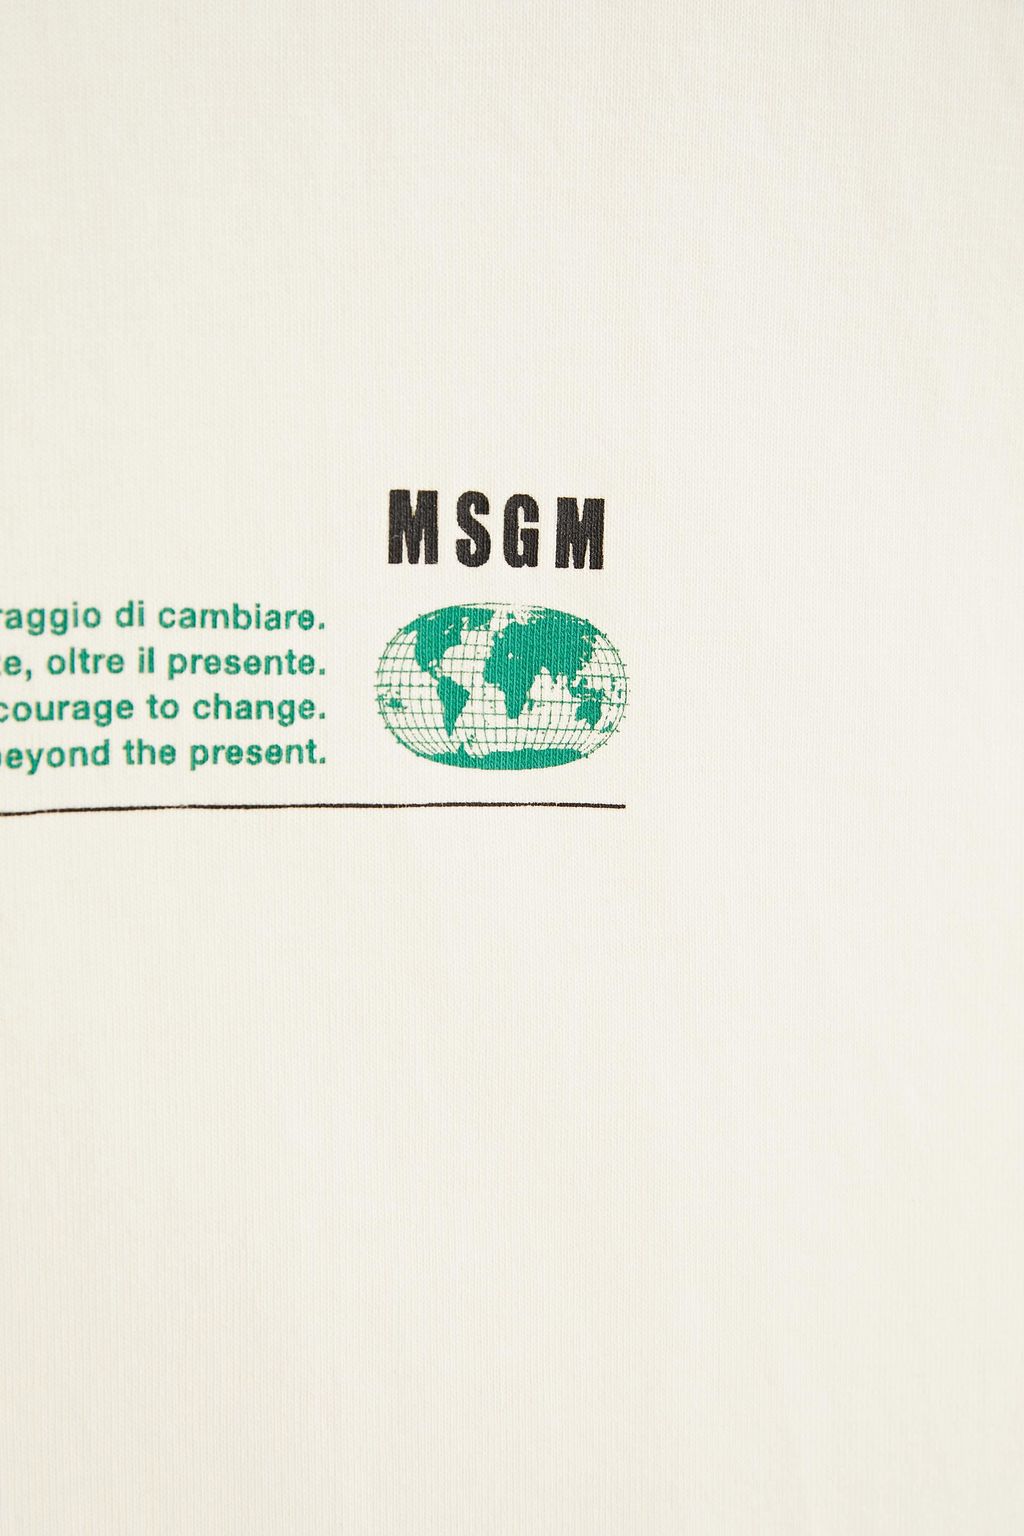 MSGM
raggio di cambiare.
e, oltre il presente.
courage to change.
beyond the present.